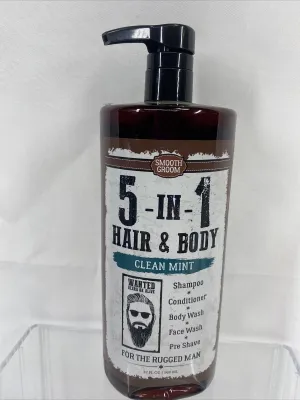 SMOOTH
GROOM
5-IN-1
HAIR & BODY
CLEAN MINT
WANTED
Shampoo
Conditioner
Body Wash
Face Wash
Pre Shave
FOR THE RUGGED MAN